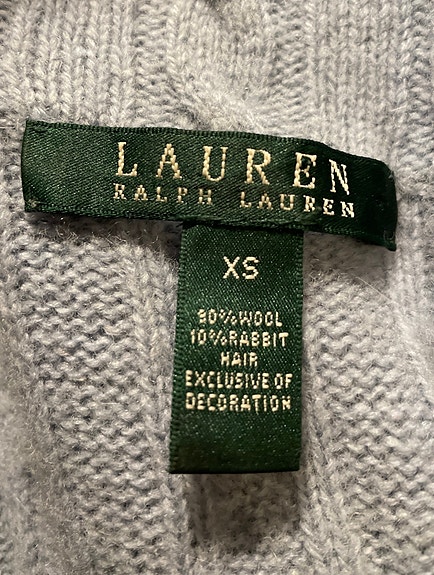 LAUREN
RALPH LAUREN
XS
90%WOOL
10%RABBIT
HAIR
EXCLUSIVE OF
DECORATION